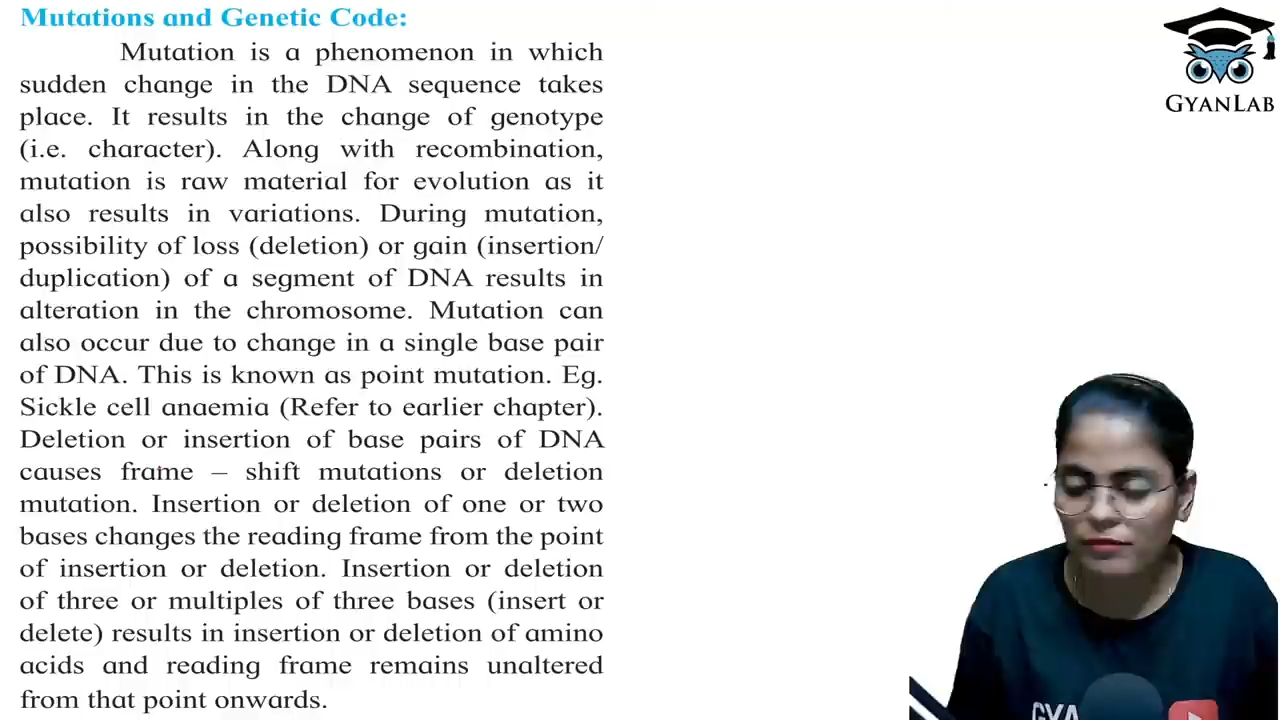 Mutations and Genetic Code:
Mutation is a phenomenon in which
sudden change in the DNA sequence takes
place. It results in the change of genotype
(i.e. character). Along with recombination,
mutation is raw material for evolution as it
also results in variations. During mutation,
possibility of loss (deletion) or gain (insertion/
duplication) of a segment of DNA results in
alteration in the chromosome. Mutation can
also occur due to change in a single base pair
of DNA. This is known as point mutation. Eg.
Sickle cell anaemia (Refer to earlier chapter).
Deletion or insertion of base pairs of DNA
causes frame – shift mutations or deletion
mutation. Insertion or deletion of one or two
bases changes the reading frame from the point
of insertion or deletion. Insertion or deletion
of three or multiples of three bases (insert or
delete) results in insertion or deletion of amino
acids and reading frame remains unaltered
from that point onwards.
GYANLAB
GYA